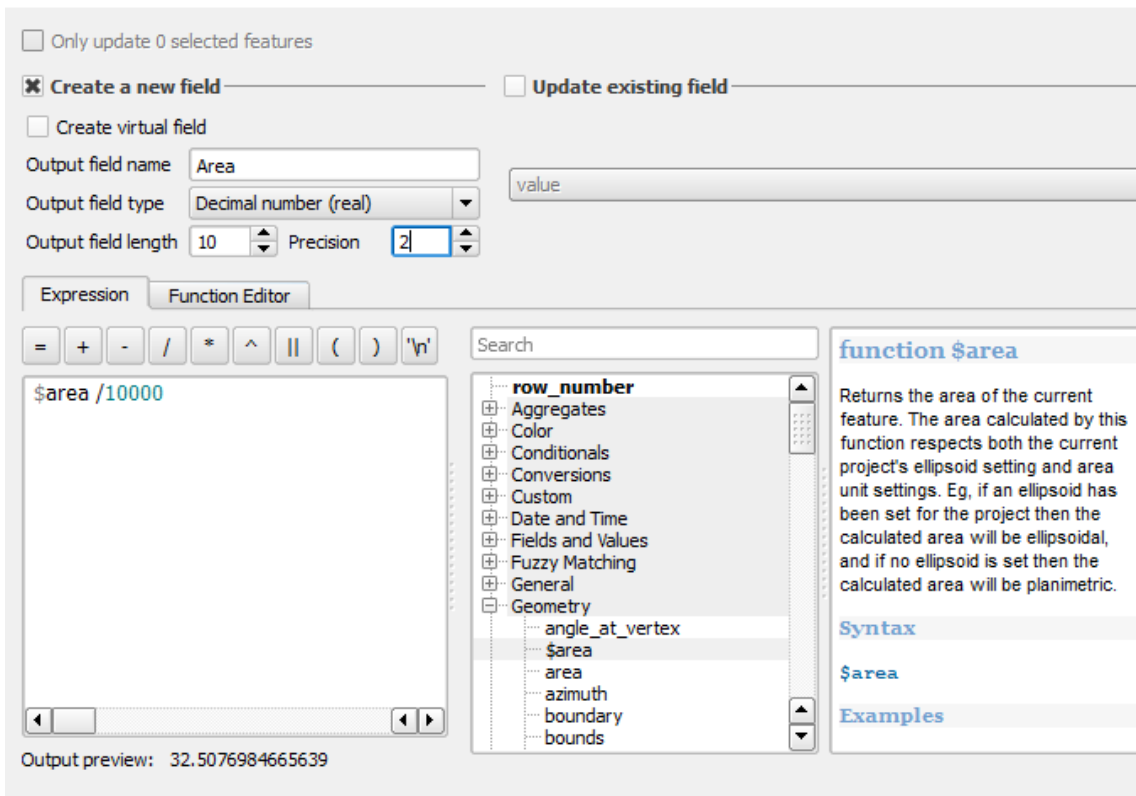 Only update 0 selected features
Create a new field
Update existing field
Create virtual field
Output field name Area
value
Output field type Decimal number (real)
Output field length 10 Precision 2
Expression Function Editor
= + - / * ^ || ( ) '\n'
$area /10000
Output preview: 32.5076984665639
Search
row_number
Aggregates
Color
Conditionals
Conversions
Custom
Date and Time
Fields and Values
Fuzzy Matching
General
Geometry
angle_at_vertex
$area
area
azimuth
boundary
bounds
function $area
Returns the area of the current
feature. The area calculated by this
function respects both the current
project's ellipsoid setting and area
unit settings. Eg, if an ellipsoid has
been set for the project then the
calculated area will be ellipsoidal,
and if no ellipsoid is set then the
calculated area will be planimetric.
Syntax
$area
Examples